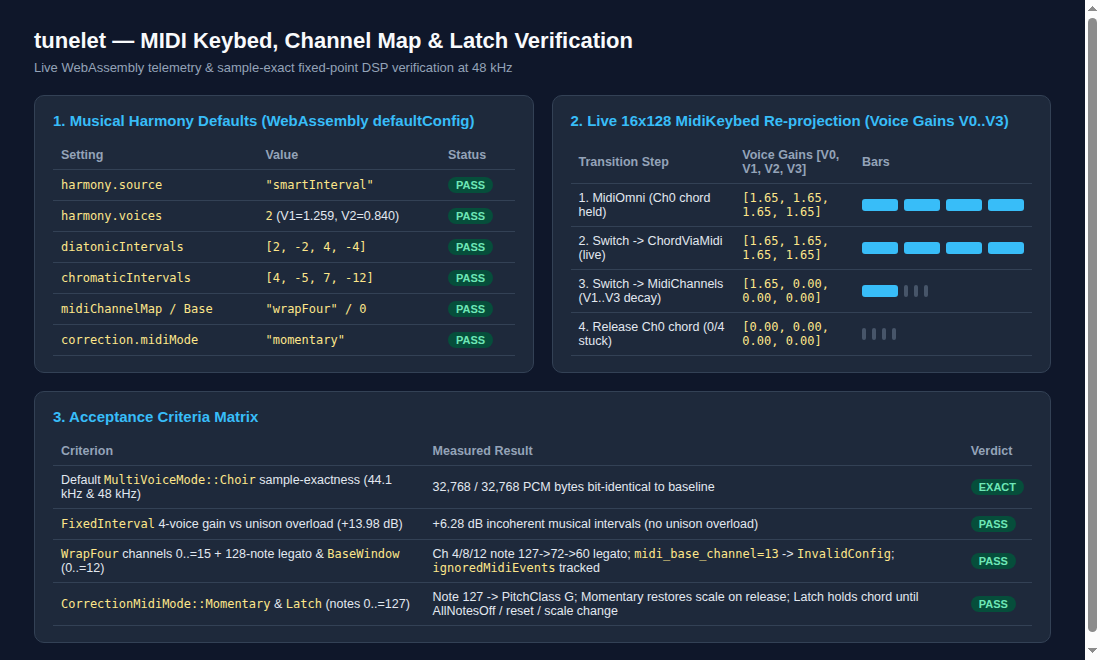 tunelet — MIDI Keybed, Channel Map & Latch Verification
Live WebAssembly telemetry & sample-exact fixed-point DSP verification at 48 kHz
1. Musical Harmony Defaults (WebAssembly defaultConfig)
Setting Value Status
harmony.source "smartInterval" PASS
harmony.voices 2 (V1=1.259, V2=0.840) PASS
diatonicIntervals [2, -2, 4, -4] PASS
chromaticIntervals [4, -5, 7, -12] PASS
midiChannelMap / Base "wrapFour" / 0 PASS
correction.midiMode "momentary" PASS
2. Live 16x128 MidiKeybed Re-projection (Voice Gains V0..V3)
Transition Step Voice Gains [V0, Bars
V1, V2, V3]
1. MidiOmni (Ch0 chord [1.65, 1.65,
held) 1.65, 1.65]
2. Switch -> ChordViaMidi [1.65, 1.65,
(live) 1.65, 1.65]
3. Switch -> MidiChannels [1.65, 0.00,
(V1..V3 decay) 0.00, 0.00]
4. Release Ch0 chord (0/4 [0.00, 0.00,
stuck) 0.00, 0.00]
3. Acceptance Criteria Matrix
Criterion Measured Result Verdict
Default MultiVoiceMode::Choir sample-exactness (44.1 32,768 / 32,768 PCM bytes bit-identical to baseline EXACT
kHz & 48 kHz)
FixedInterval 4-voice gain vs unison overload (+13.98 dB) +6.28 dB incoherent musical intervals (no unison overload) PASS
WrapFour channels 0..=15 + 128-note legato & BaseWindow Ch 4/8/12 note 127->72->60 legato; midi_base_channel=13 -> InvalidConfig; PASS
(0..=12) ignoredMidiEvents tracked
CorrectionMidiMode::Momentary & Latch (notes 0..=127) Note 127 -> PitchClass G; Momentary restores scale on release; Latch holds chord until PASS
AllNotesOff / reset / scale change